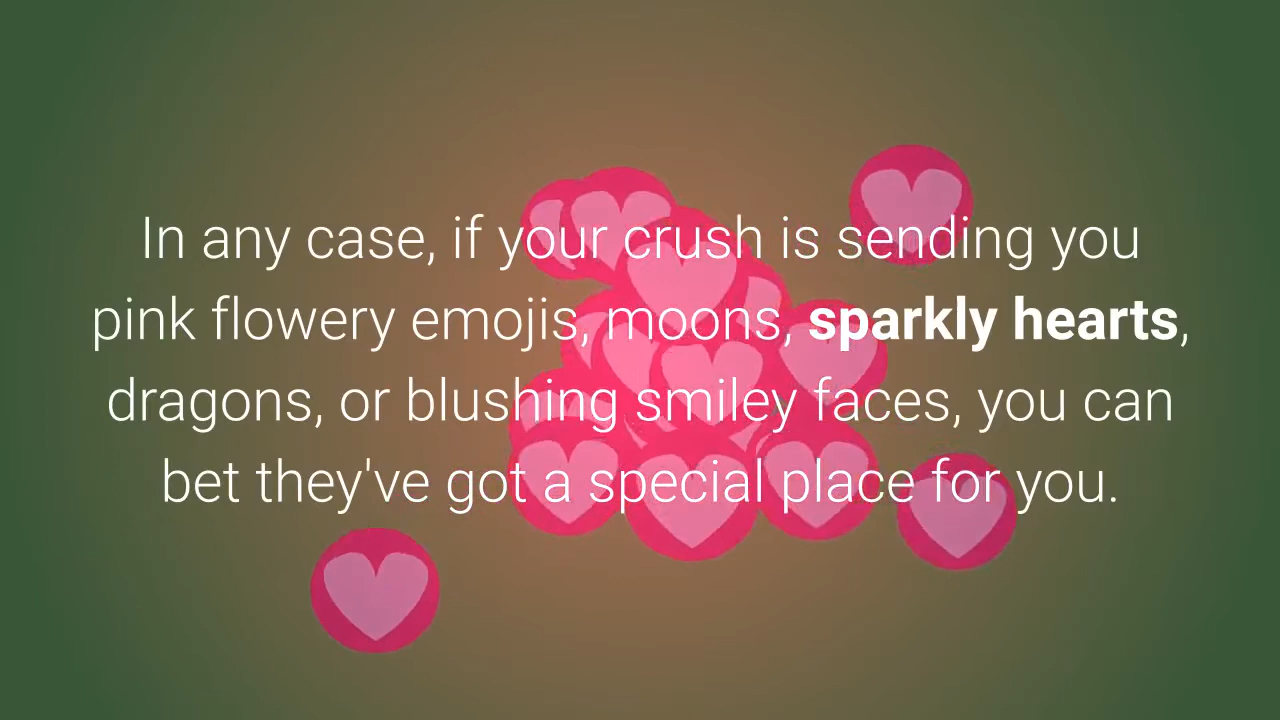 In any case, if your crush is sending you
pink flowery emojis, moons, sparkly hearts,
dragons, or blushing smiley faces, you can
bet they've got a special place for you.